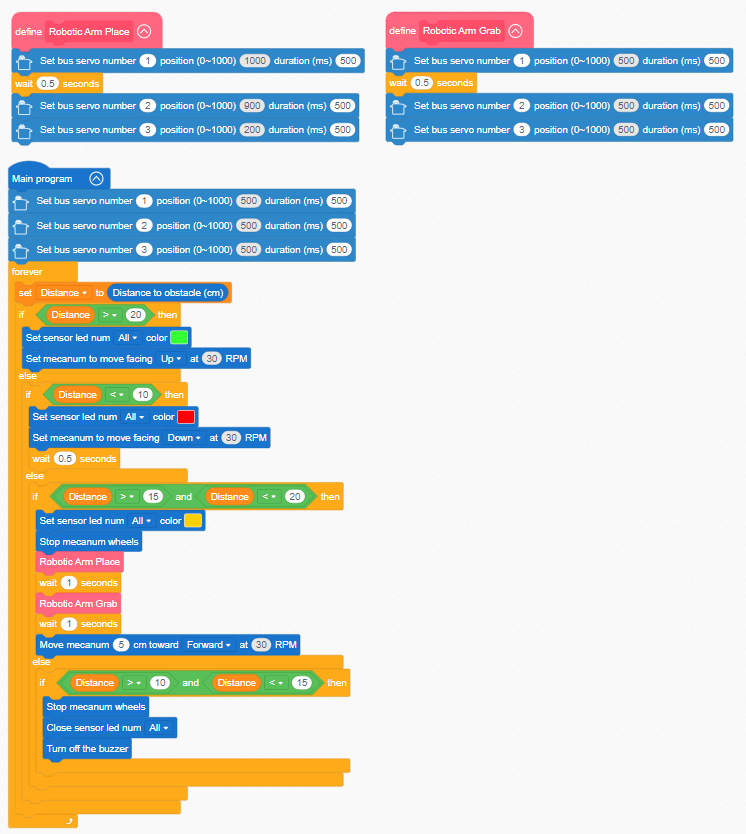 define Robotic Arm Place
Set bus servo number 1 position (0~1000) 1000 duration (ms) 500
wait 0.5 seconds
Set bus servo number 2 position (0~1000) 900 duration (ms) 500
Set bus servo number 3 position (0~1000) 200 duration (ms) 500
define Robotic Arm Grab
Set bus servo number 1 position (0~1000) 500 duration (ms) 500
wait 0.5 seconds
Set bus servo number 2 position (0~1000) 500 duration (ms) 500
Set bus servo number 3 position (0~1000) 500 duration (ms) 500
Main program
Set bus servo number 1 position (0~1000) 500 duration (ms) 500
Set bus servo number 2 position (0~1000) 500 duration (ms) 500
Set bus servo number 3 position (0~1000) 500 duration (ms) 500
forever
set Distance to Distance to obstacle (cm)
if Distance > 20 then
Set sensor led num All color
Set mecanum to move facing Up at 30 RPM
else
if Distance < 10 then
Set sensor led num All color
Set mecanum to move facing Down at 30 RPM
wait 0.5 seconds
else
if Distance > 15 and Distance < 20 then
Set sensor led num All color
Stop mecanum wheels
Robotic Arm Place
wait 1 seconds
Robotic Arm Grab
wait 1 seconds
Move mecanum 5 cm toward Forward at 30 RPM
else
if Distance > 10 and Distance < 15 then
Stop mecanum wheels
Close sensor led num All
Turn off the buzzer